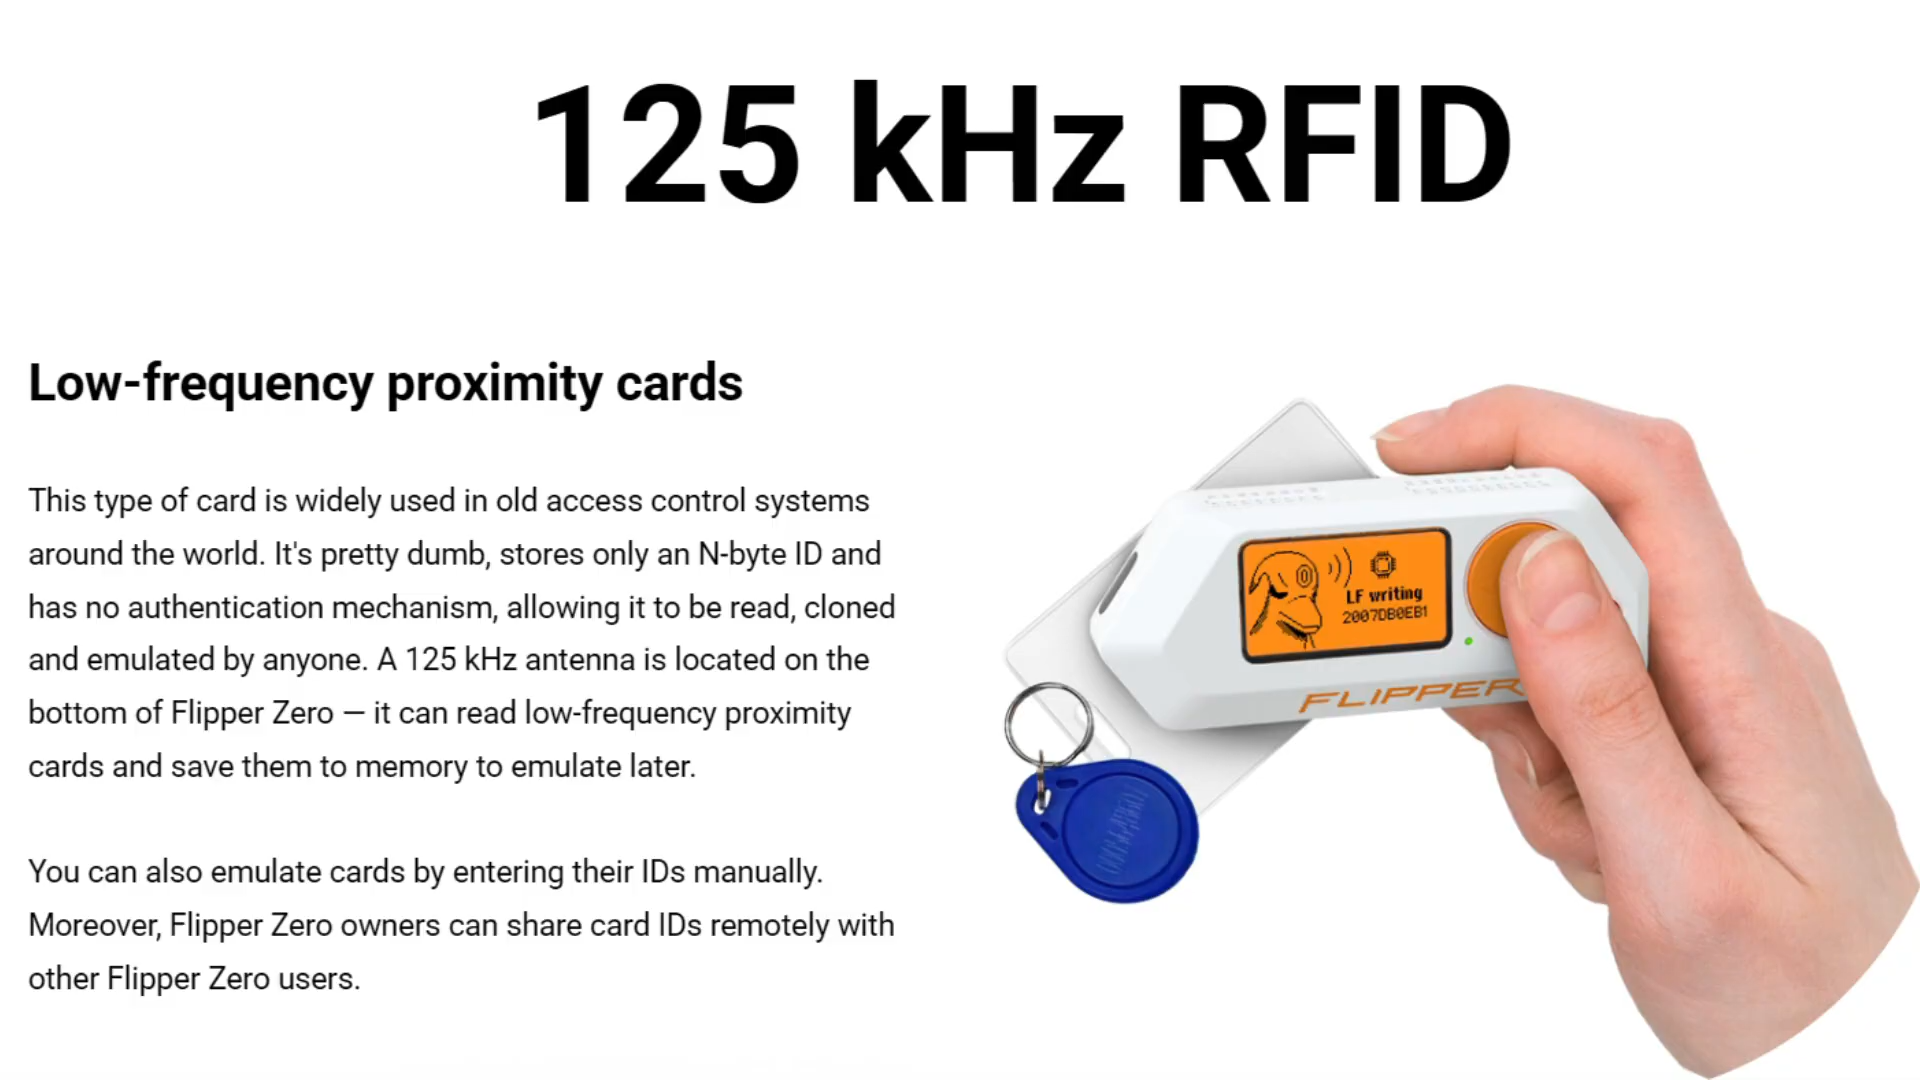 125 kHz RFID
Low-frequency proximity cards
This type of card is widely used in old access control systems
around the world. It's pretty dumb, stores only an N-byte ID and
has no authentication mechanism, allowing it to be read, cloned
and emulated by anyone. A 125 kHz antenna is located on the
bottom of Flipper Zero — it can read low-frequency proximity
cards and save them to memory to emulate later.
You can also emulate cards by entering their IDs manually.
Moreover, Flipper Zero owners can share card IDs remotely with
other Flipper Zero users.
LF writing
2007DB0EB1
FLIPPER